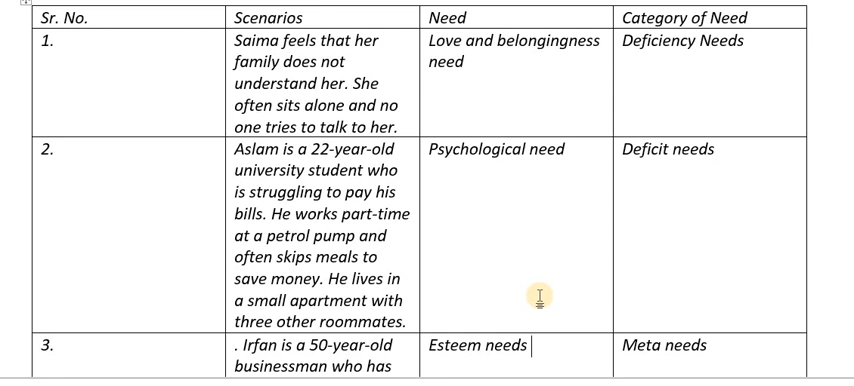 Sr. No. Scenarios Need Category of Need
1. Saima feels that her Love and belongingness Deficiency Needs
family does not need
understand her. She
often sits alone and no
one tries to talk to her.
2. Aslam is a 22-year-old Psychological need Deficit needs
university student who
is struggling to pay his
bills. He works part-time
at a petrol pump and
often skips meals to
save money. He lives in
a small apartment with
three other roommates.
3. . Irfan is a 50-year-old Esteem needs Meta needs
businessman who has